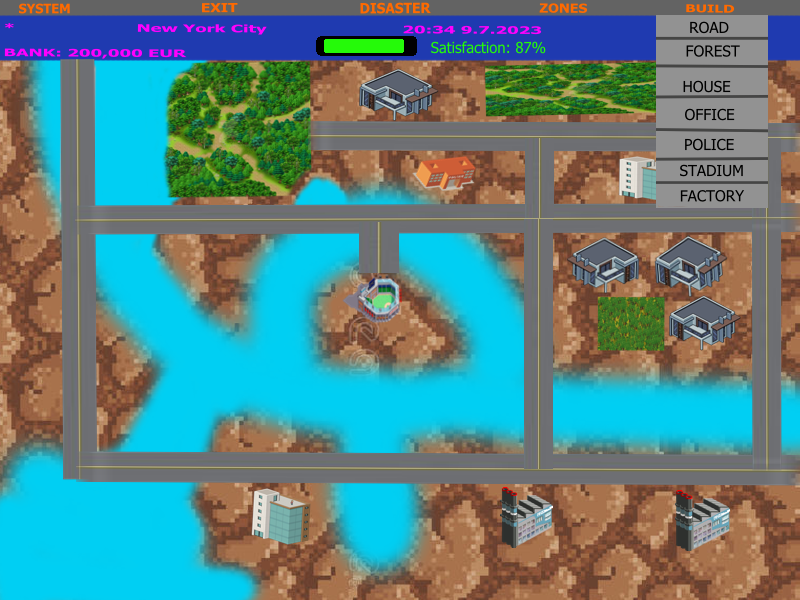 SYSTEM EXIT DISASTER ZONES BUILD
* New York City 20:34 9.7.2023
BANK: 200,000 EUR Satisfaction: 87%
ROAD
FOREST
HOUSE
OFFICE
POLICE
STADIUM
FACTORY